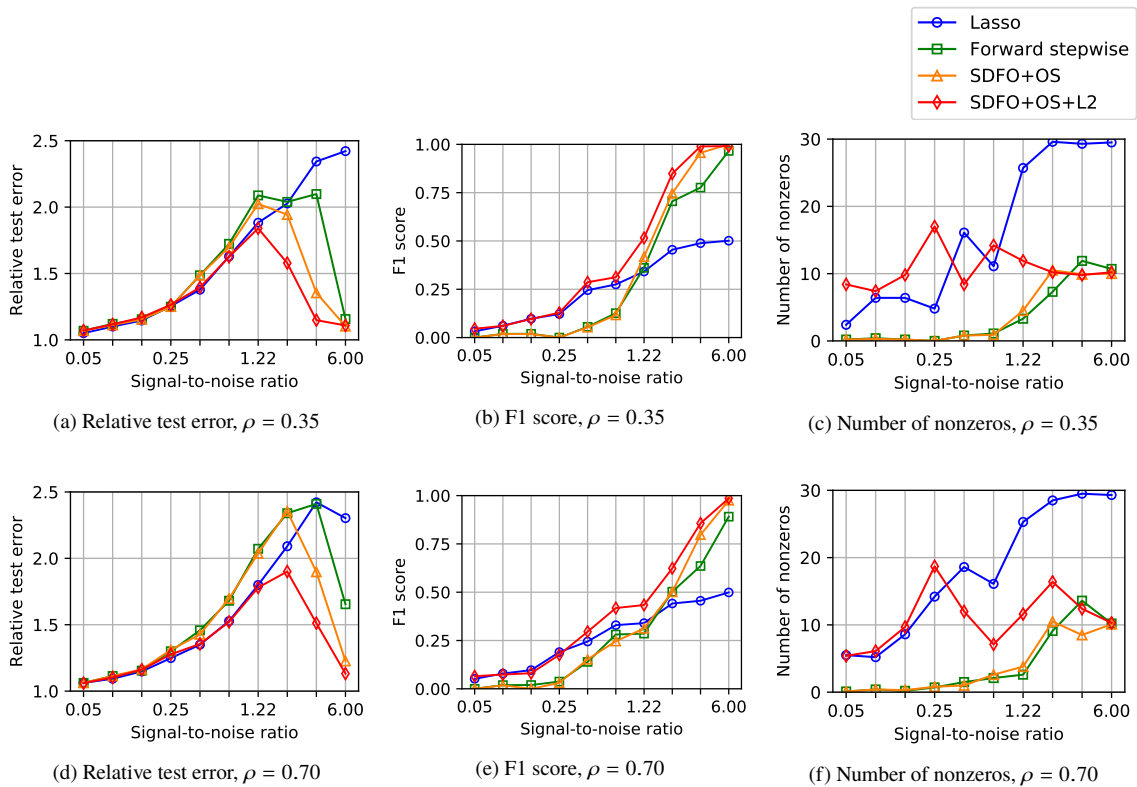 Lasso
Forward stepwise
SDFO+OS
SDFO+OS+L2
2.5
2.0
1.5
1.0
Relative test error
0.05 0.25 1.22 6.00
Signal-to-noise ratio
(a) Relative test error, ρ = 0.35
1.00
0.75
0.50
0.25
0.00
F1 score
0.05 0.25 1.22 6.00
Signal-to-noise ratio
(b) F1 score, ρ = 0.35
30
20
10
0
Number of nonzeros
0.05 0.25 1.22 6.00
Signal-to-noise ratio
(c) Number of nonzeros, ρ = 0.35
2.5
2.0
1.5
1.0
Relative test error
0.05 0.25 1.22 6.00
Signal-to-noise ratio
(d) Relative test error, ρ = 0.70
1.00
0.75
0.50
0.25
0.00
F1 score
0.05 0.25 1.22 6.00
Signal-to-noise ratio
(e) F1 score, ρ = 0.70
30
20
10
0
Number of nonzeros
0.05 0.25 1.22 6.00
Signal-to-noise ratio
(f) Number of nonzeros, ρ = 0.70